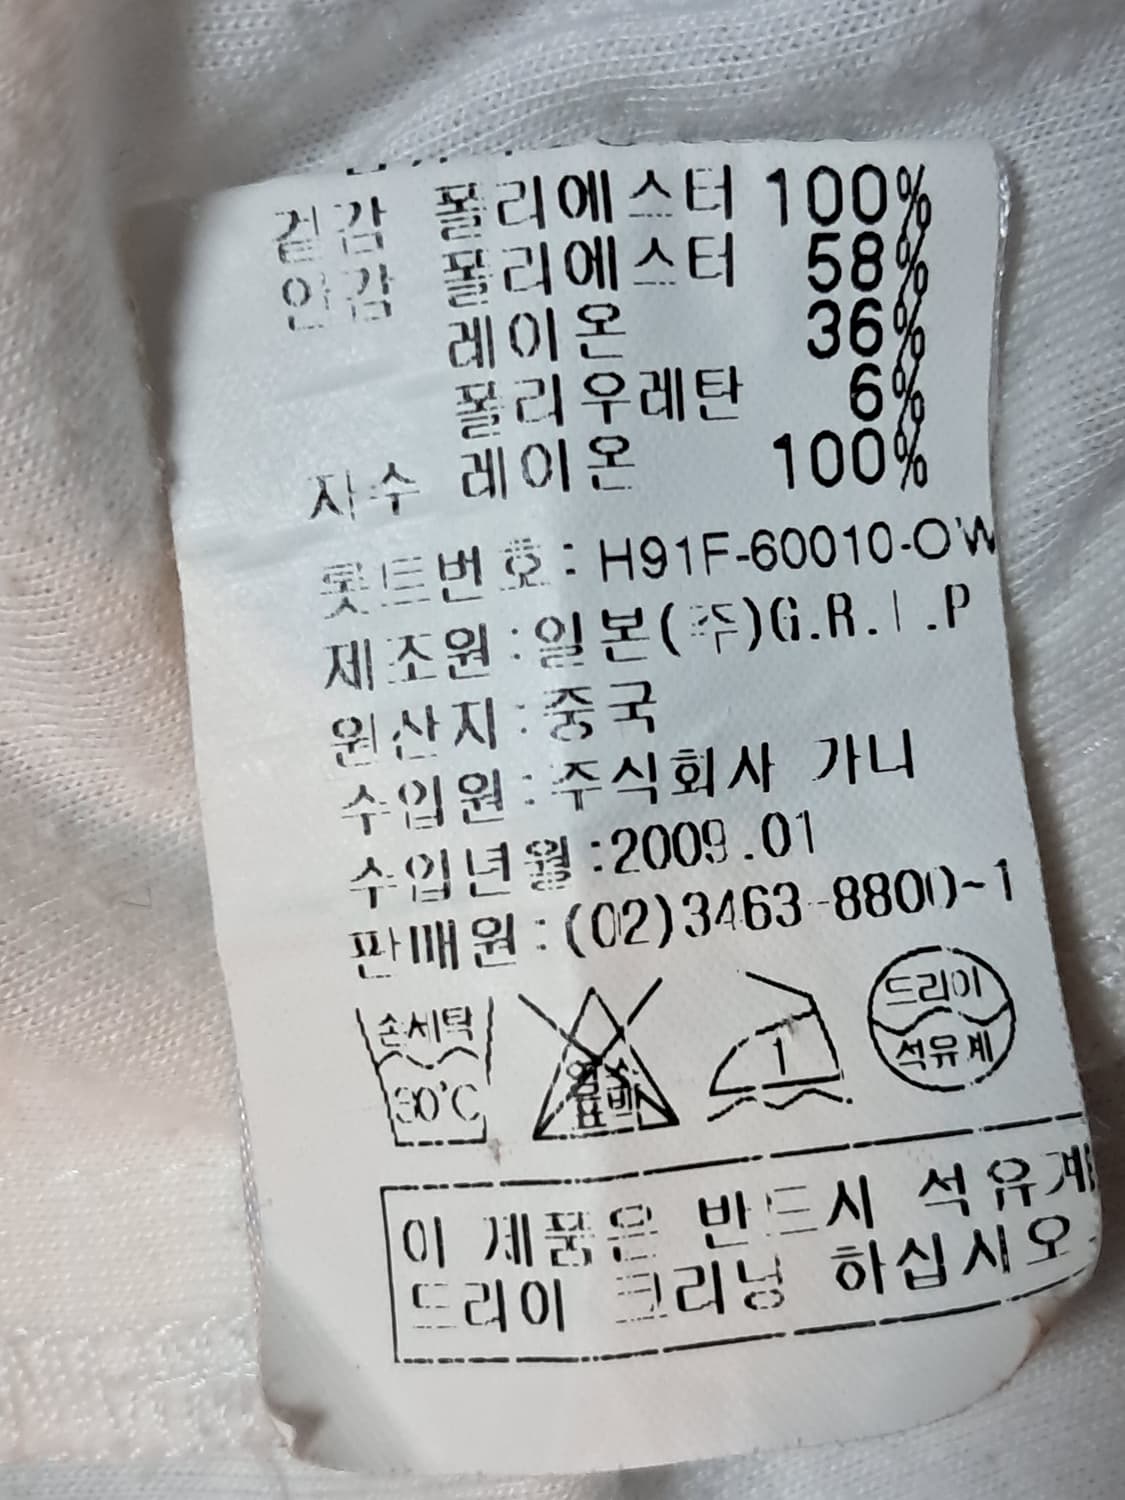 겉감 폴리에스터 100%
안감 폴리에스터 58%
레이온 36%
폴리우레탄 6%
자수 레이온 100%
롯트번호: H91F-60010-OW
제조원:일본(주)G.R.I.P
원산지:중국
수입원:주식회사 가니
수입년월:2009.01
판매원:(02)3463-8800~1
손세탁 30°C
염소표백
1
드라이
석유계
이 제품은 반드시 석유계
드라이 크리닝 하십시오.